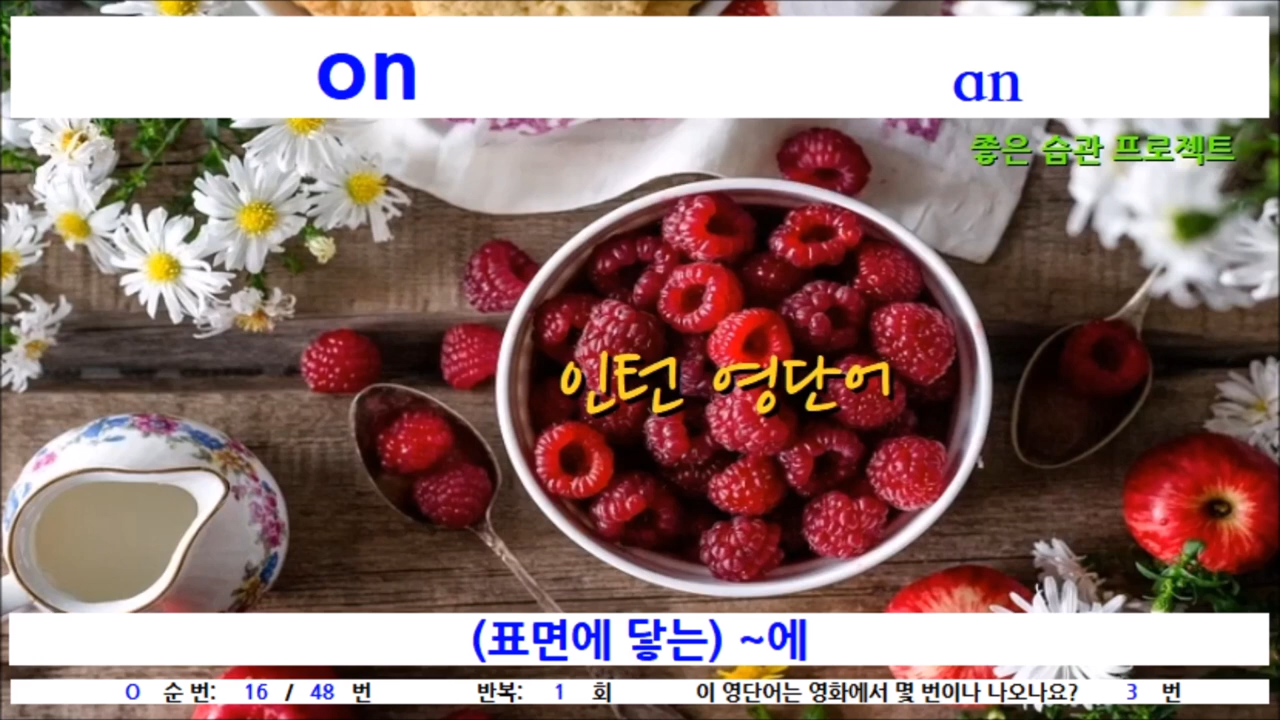 on an
좋은 습관 프로젝트
인턴 영단어
(표면에 닿는) ~에
O 순 번: 16 / 48 번 반복: 1 회 이 영단어는 영화에서 몇 번이나 나오나요? 3 번